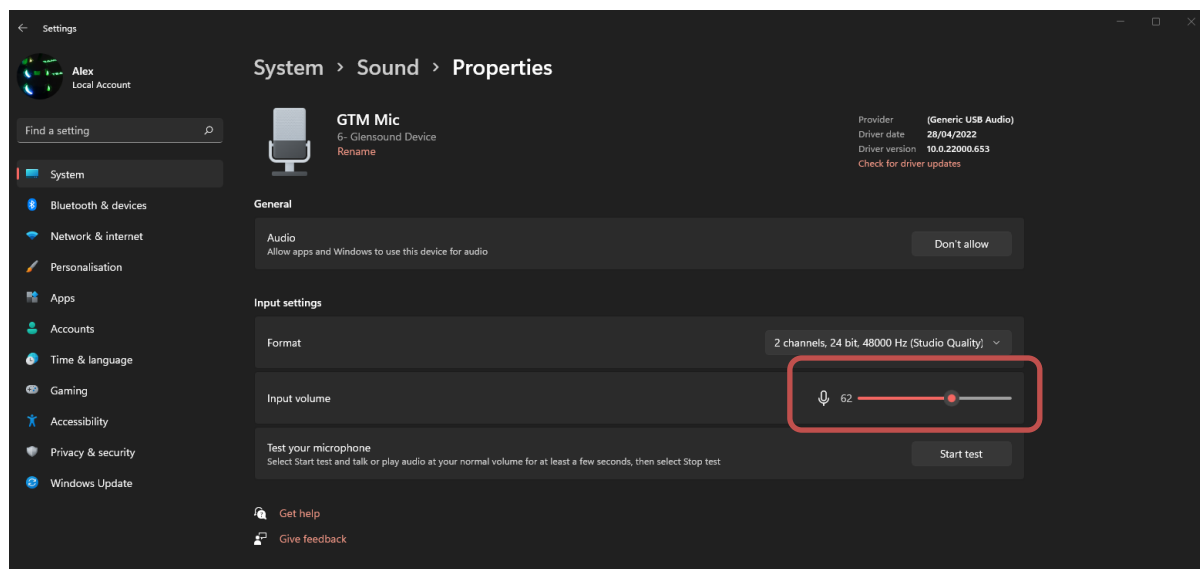 Settings
Alex
Local Account
Find a setting
System
Bluetooth & devices
Network & internet
Personalisation
Apps
Accounts
Time & language
Gaming
Accessibility
Privacy & security
Windows Update
System > Sound > Properties
GTM Mic
6- Glensound Device
Rename
Provider (Generic USB Audio)
Driver date 28/04/2022
Driver version 10.0.22000.653
Check for driver updates
General
Audio
Allow apps and Windows to use this device for audio
Don't allow
Input settings
Format
2 channels, 24 bit, 48000 Hz (Studio Quality)
Input volume
62
Test your microphone
Select Start test and talk or play audio at your normal volume for at least a few seconds, then select Stop test
Start test
Get help
Give feedback